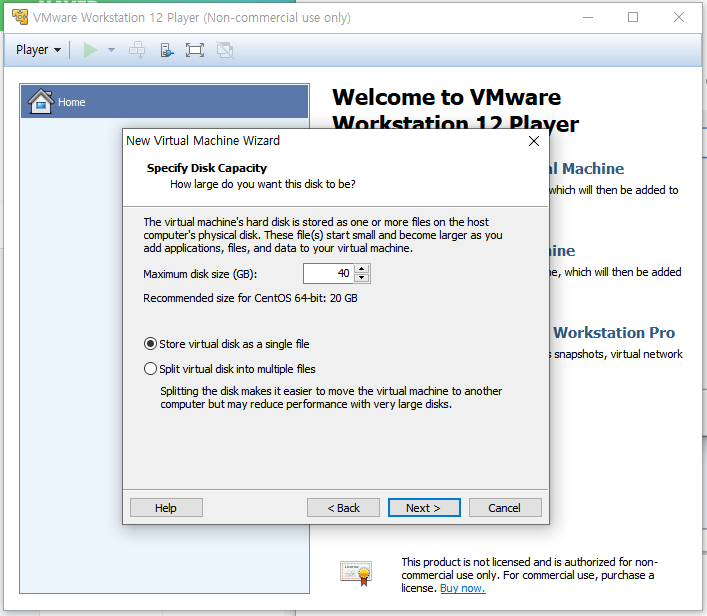 VMware Workstation 12 Player (Non-commercial use only)
Player
Home
Welcome to VMware
Workstation 12 Player
New Virtual Machine Wizard
Specify Disk Capacity
How large do you want this disk to be?
The virtual machine's hard disk is stored as one or more files on the host
computer's physical disk. These file(s) start small and become larger as you
add applications, files, and data to your virtual machine.
Maximum disk size (GB):
40
Recommended size for CentOS 64-bit: 20 GB
Store virtual disk as a single file
Split virtual disk into multiple files
Splitting the disk makes it easier to move the virtual machine to another
computer but may reduce performance with very large disks.
Help
< Back
Next >
Cancel
Machine
which will then be added to
, which will then be added
Workstation Pro
snapshots, virtual network
This product is not licensed and is authorized for non-
commercial use only. For commercial use, purchase a
license. Buy now.